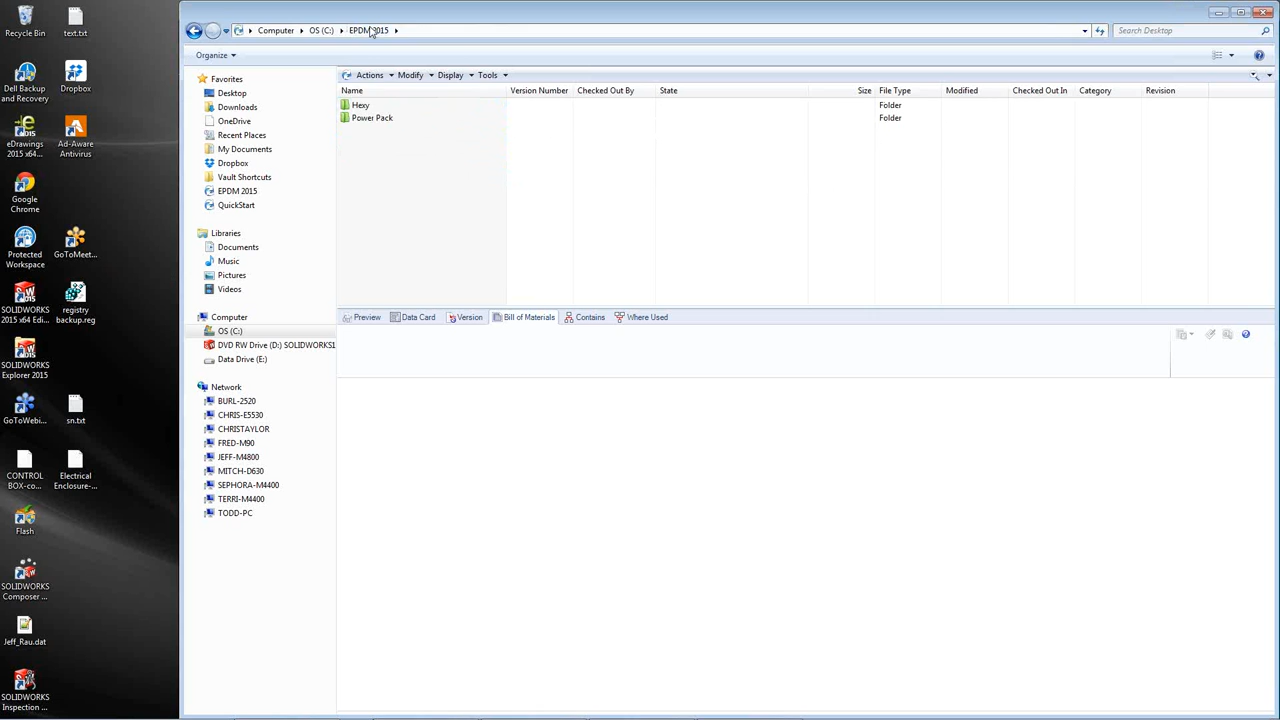 Recycle Bin
text.txt
Dell Backup
and Recovery
Dropbox
eDrawings
2015 x64...
Ad-Aware
Antivirus
Google
Chrome
Protected
Workspace
GoToMeet...
SOLIDWORKS
2015 x64 Edi...
registry
backup.reg
SOLIDWORKS
Explorer 2015
GoToWebi...
sn.txt
CONTROL
BOX-co...
Electrical
Enclosure-...
Flash
SOLIDWORKS
Composer ...
Jeff_Rau.dat
SOLIDWORKS
Inspection ...
Computer OS (C:) EPDM 2015
Search Desktop
Organize
Favorites
Desktop
Downloads
OneDrive
Recent Places
My Documents
Dropbox
Vault Shortcuts
EPDM 2015
QuickStart
Libraries
Documents
Music
Pictures
Videos
Computer
OS (C:)
DVD RW Drive (D:) SOLIDWORKS1
Data Drive (E:)
Network
BURL-2520
CHRIS-E5530
CHRISTAYLOR
FRED-M90
JEFF-M4800
MITCH-D630
SEPHORA-M4400
TERRI-M4400
TODD-PC
Actions Modify Display Tools
Name Version Number Checked Out By State Size File Type Modified Checked Out In Category Revision
Hexy Folder
Power Pack Folder
Preview Data Card Version Bill of Materials Contains Where Used